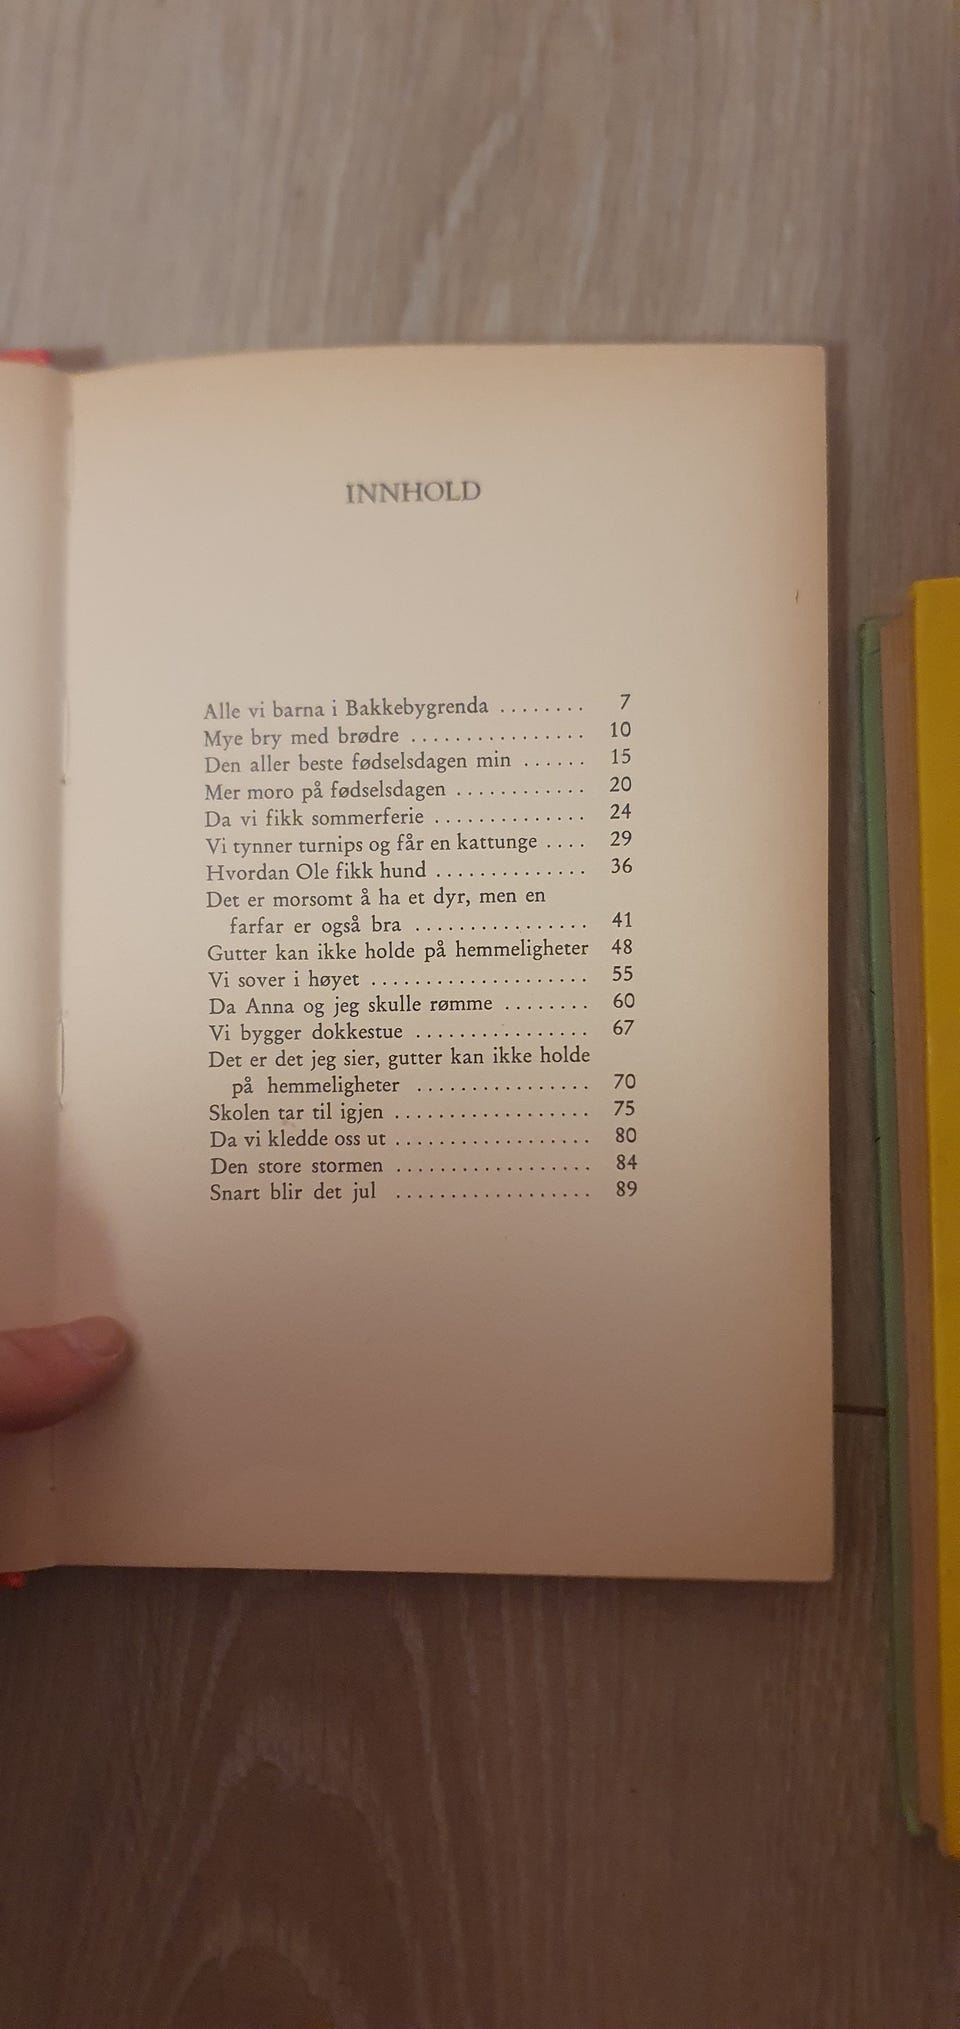 INNHOLD
Alle vi barna i Bakkebygrenda ........ 7
Mye bry med brødre ................ 10
Den aller beste fødselsdagen min ...... 15
Mer moro på fødselsdagen ............ 20
Da vi fikk sommerferie .............. 24
Vi tynner turnips og får en kattunge .... 29
Hvordan Ole fikk hund .............. 36
Det er morsomt å ha et dyr, men en
farfar er også bra ................ 41
Gutter kan ikke holde på hemmeligheter 48
Vi sover i høyet .................... 55
Da Anna og jeg skulle rømme ........ 60
Vi bygger dokkestue ................ 67
Det er det jeg sier, gutter kan ikke holde
på hemmeligheter ................ 70
Skolen tar til igjen .................. 75
Da vi kledde oss ut .................. 80
Den store stormen .................. 84
Snart blir det jul .................. 89